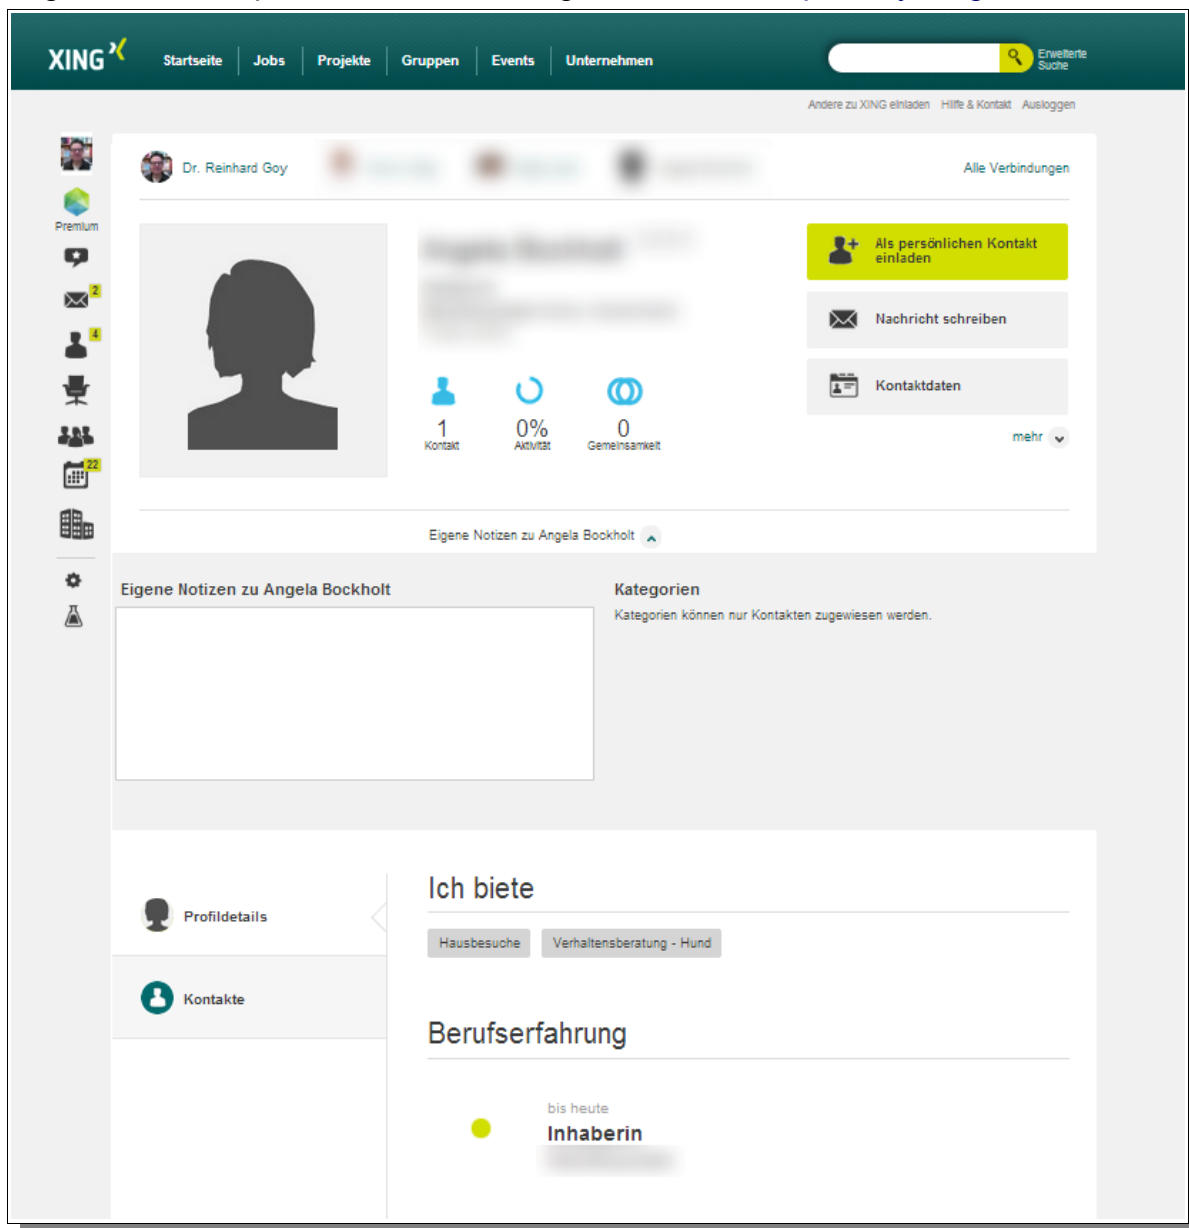 XING
Startseite Jobs Projekte Gruppen Events Unternehmen
Erweiterte
Suche
Andere zu XING einladen Hilfe & Kontakt Ausloggen
Dr. Reinhard Goy
Alle Verbindungen
Premium
2
4
22
Als persönlichen Kontakt
einladen
Nachricht schreiben
Kontaktdaten
mehr
1 0% 0
Kontakt Aktivität Gemeinsamkeit
Eigene Notizen zu Angela Bockholt
Eigene Notizen zu Angela Bockholt
Kategorien
Kategorien können nur Kontakten zugewiesen werden.
Profildetails
Kontakte
Ich biete
Hausbesuche Verhaltensberatung - Hund
Berufserfahrung
bis heute
Inhaberin